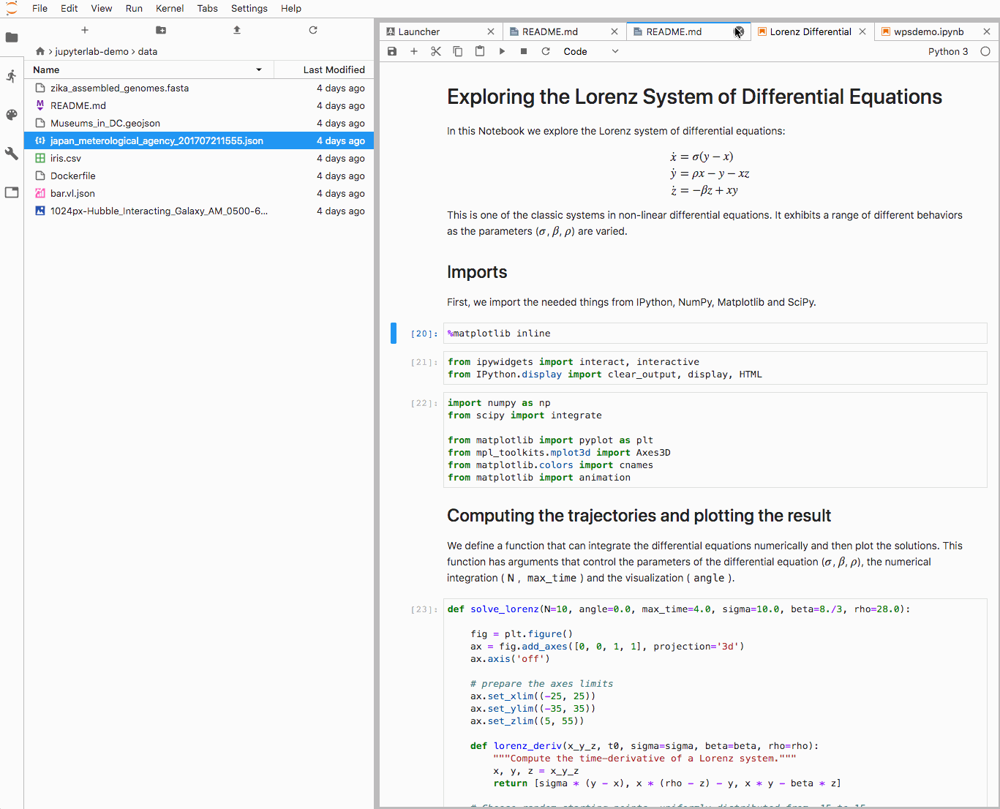 File Edit View Run Kernel Tabs Settings Help
Launcher README.md README.md Lorenz Differential wpsdemo.ipynb
Code Python 3
jupyterlab-demo > data
Name Last Modified
zika_assembled_genomes.fasta 4 days ago
README.md 4 days ago
Museums_in_DC.geojson 4 days ago
japan_meterological_agency_201707211555.json 4 days ago
iris.csv 4 days ago
Dockerfile 4 days ago
bar.vl.json 4 days ago
1024px-Hubble_Interacting_Galaxy_AM_0500-6... 4 days ago
Exploring the Lorenz System of Differential Equations
In this Notebook we explore the Lorenz system of differential equations:
ẋ = σ(y − x)
ẏ = ρx − y − xz
ż = −βz + xy
This is one of the classic systems in non-linear differential equations. It exhibits a range of different behaviors
as the parameters (σ, β, ρ) are varied.
Imports
First, we import the needed things from IPython, NumPy, Matplotlib and SciPy.
[20]: %matplotlib inline
[21]: from ipywidgets import interact, interactive
from IPython.display import clear_output, display, HTML
[22]: import numpy as np
from scipy import integrate
from matplotlib import pyplot as plt
from mpl_toolkits.mplot3d import Axes3D
from matplotlib.colors import cnames
from matplotlib import animation
Computing the trajectories and plotting the result
We define a function that can integrate the differential equations numerically and then plot the solutions. This
function has arguments that control the parameters of the differential equation (σ, β, ρ), the numerical
integration ( N , max_time ) and the visualization ( angle ).
[23]: def solve_lorenz(N=10, angle=0.0, max_time=4.0, sigma=10.0, beta=8./3, rho=28.0):
fig = plt.figure()
ax = fig.add_axes([0, 0, 1, 1], projection='3d')
ax.axis('off')
# prepare the axes limits
ax.set_xlim((-25, 25))
ax.set_ylim((-35, 35))
ax.set_zlim((5, 55))
def lorenz_deriv(x_y_z, t0, sigma=sigma, beta=beta, rho=rho):
"""Compute the time-derivative of a Lorenz system."""
x, y, z = x_y_z
return [sigma * (y - x), x * (rho - z) - y, x * y - beta * z]
# Choose random starting points, uniformly distributed from -15 to 15